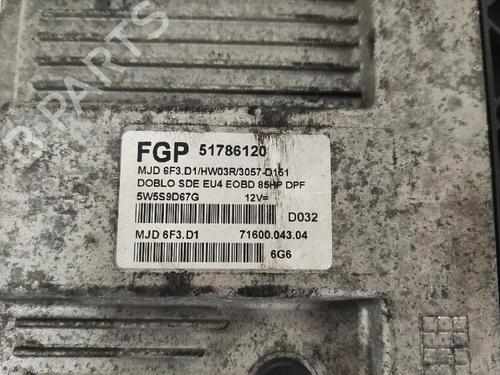 B-PARTS
FGP 51786120
MJD 6F3.D1/HW03R/3057-D151
DOBLO SDE EU4 EOBD 85HP DPF
5W5S9D67G 12V=
D032
MJD 6F3.D1 71600.043.04
6G6